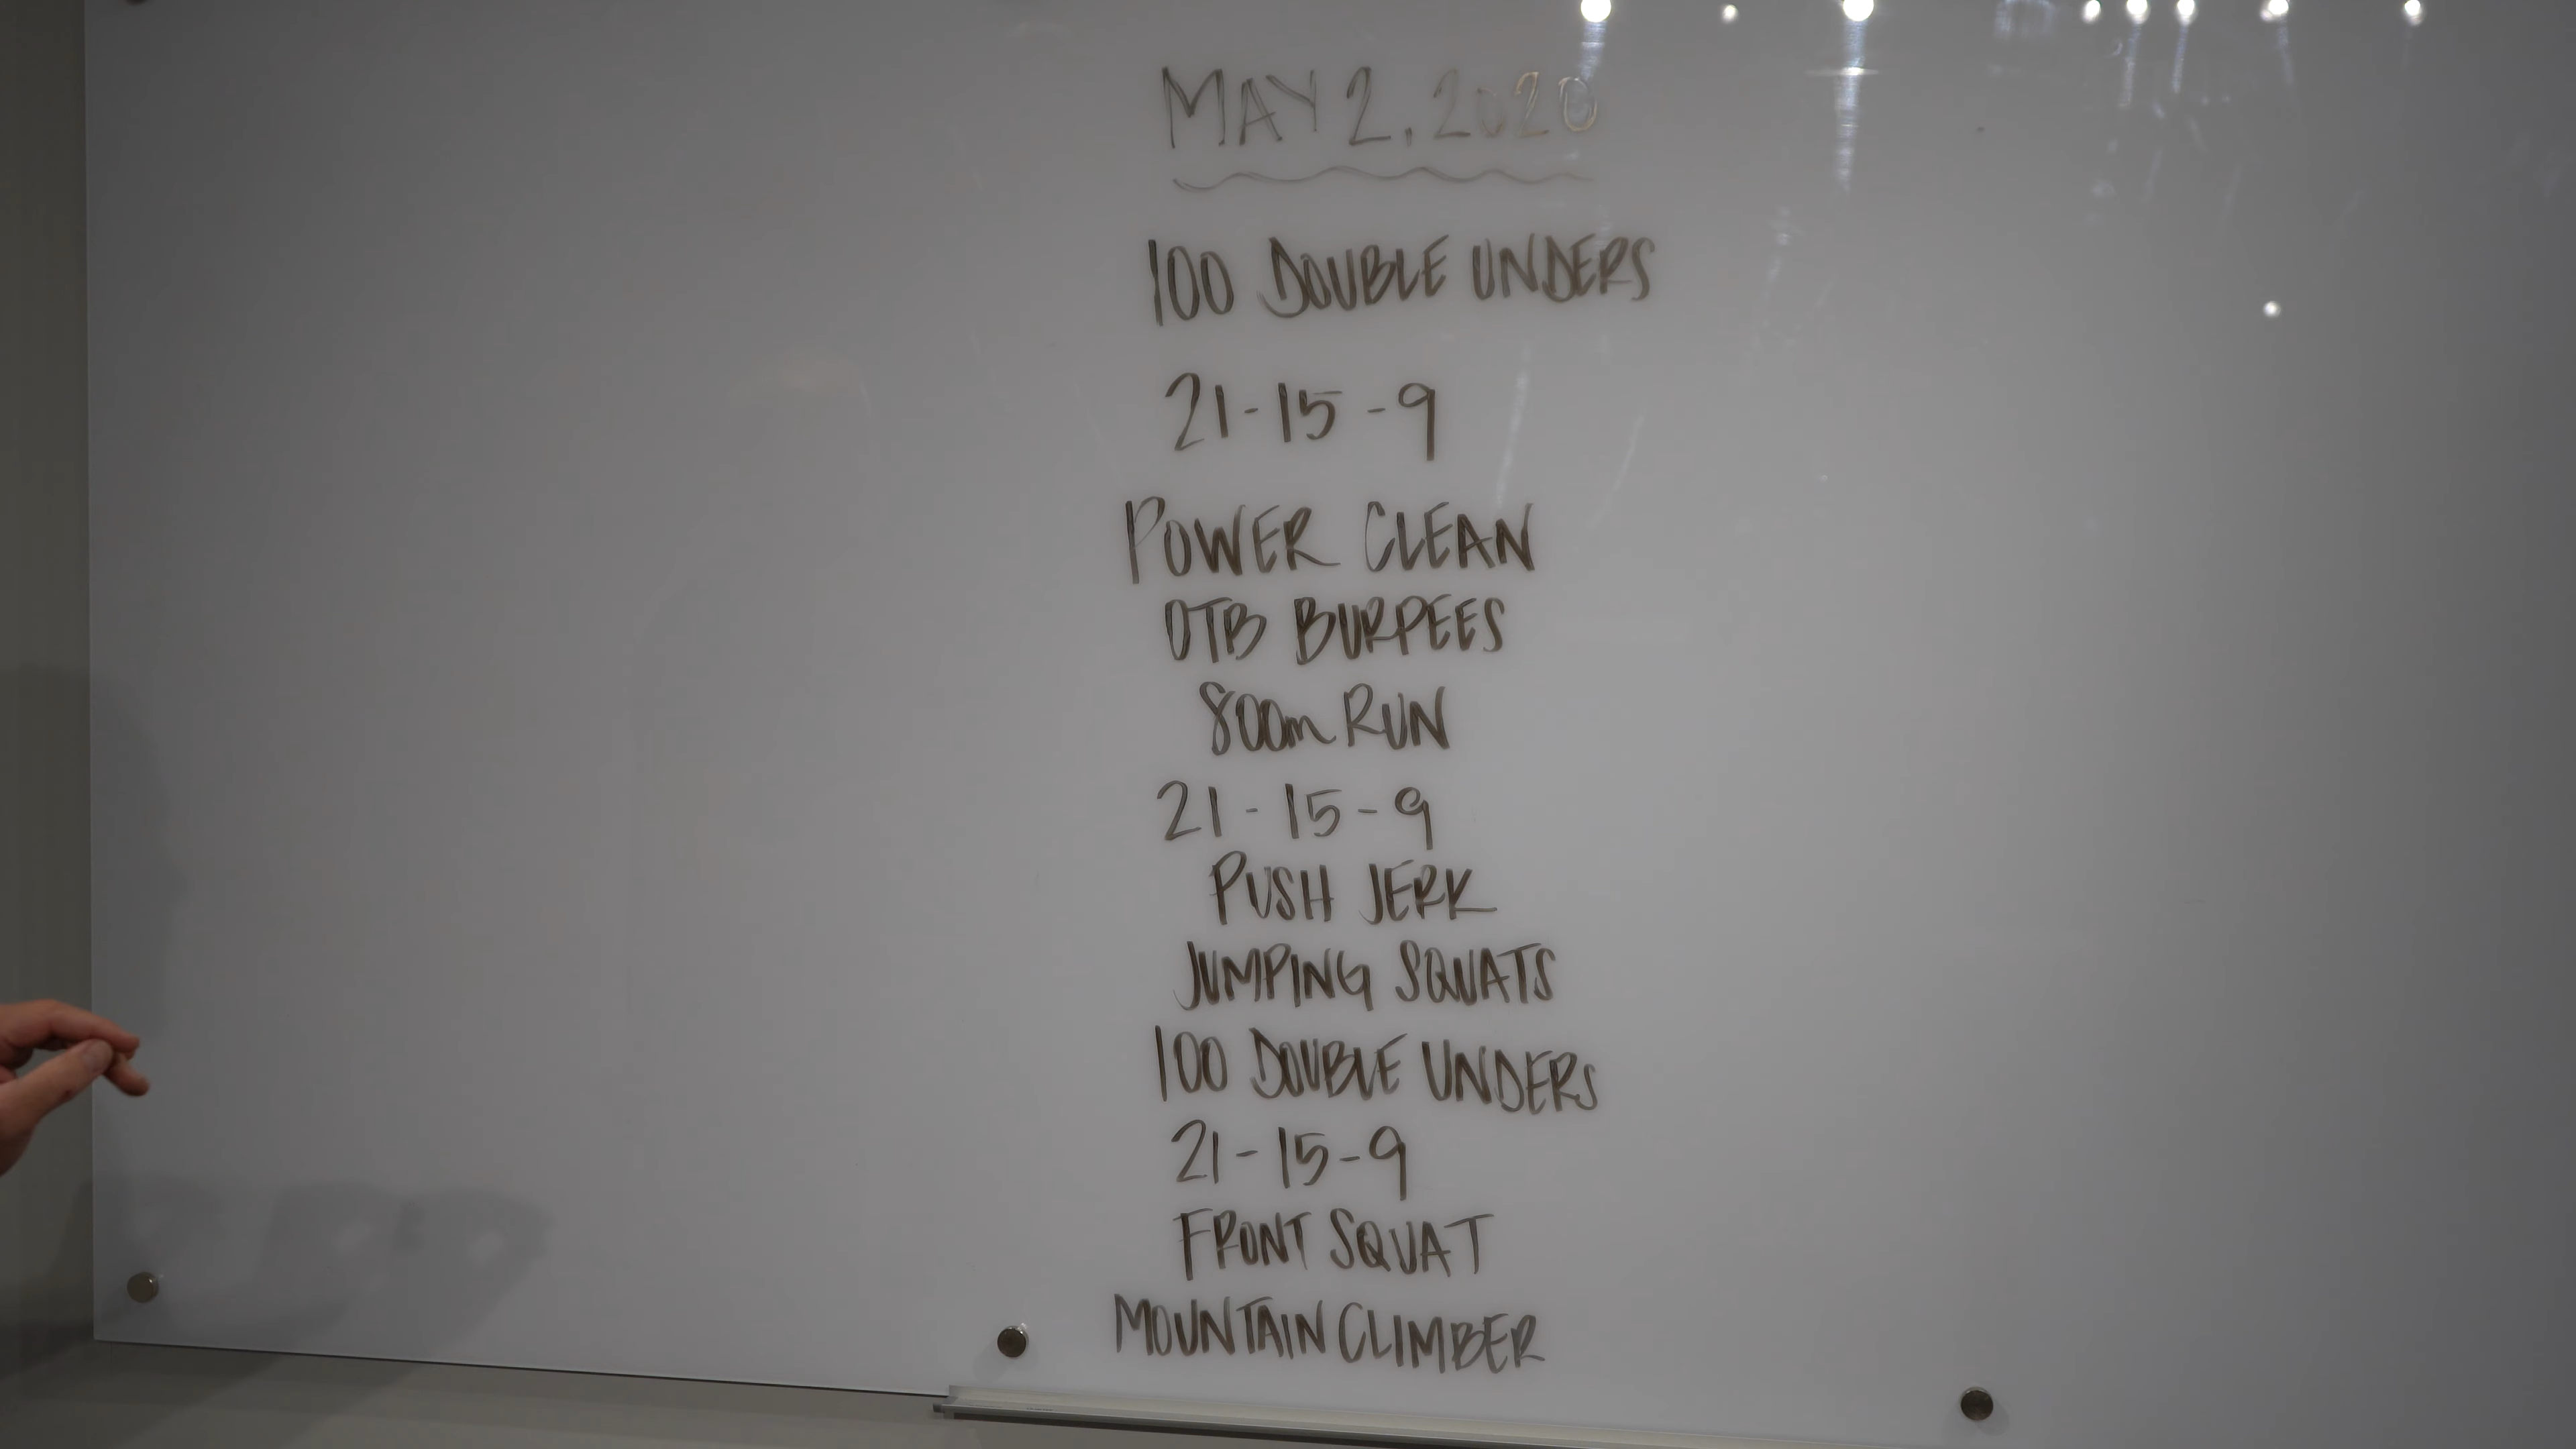 MAY 2, 2020
100 DOUBLE UNDERS
21-15-9
POWER CLEAN
OTB BURPEES
800m RUN
21-15-9
PUSH JERK
JUMPING SQUATS
100 DOUBLE UNDERS
21-15-9
FRONT SQUAT
MOUNTAIN CLIMBER